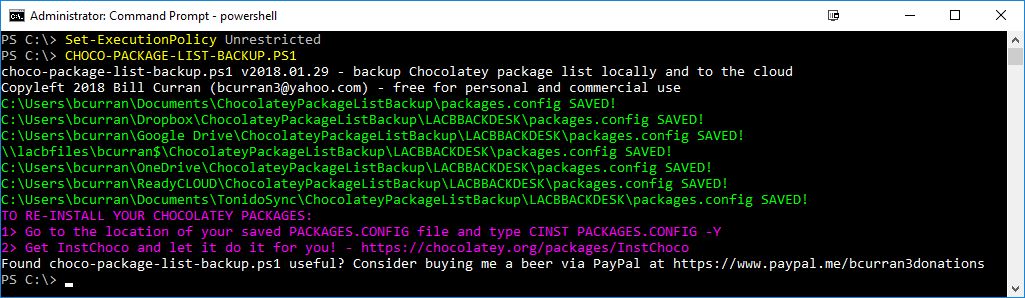 Administrator: Command Prompt - powershell
PS C:\> Set-ExecutionPolicy Unrestricted
PS C:\> CHOCO-PACKAGE-LIST-BACKUP.PS1
choco-package-list-backup.ps1 v2018.01.29 - backup Chocolatey package list locally and to the cloud
Copyleft 2018 Bill Curran (bcurran3@yahoo.com) - free for personal and commercial use
C:\Users\bcurran\Documents\ChocolateyPackageListBackup\packages.config SAVED!
C:\Users\bcurran\Dropbox\ChocolateyPackageListBackup\LACBBACKDESK\packages.config SAVED!
C:\Users\bcurran\Google Drive\ChocolateyPackageListBackup\LACBBACKDESK\packages.config SAVED!
\\lacbfiles\bcurran$\ChocolateyPackageListBackup\LACBBACKDESK\packages.config SAVED!
C:\Users\bcurran\OneDrive\ChocolateyPackageListBackup\LACBBACKDESK\packages.config SAVED!
C:\Users\bcurran\ReadyCLOUD\ChocolateyPackageListBackup\LACBBACKDESK\packages.config SAVED!
C:\Users\bcurran\Documents\TonidoSync\ChocolateyPackageListBackup\LACBBACKDESK\packages.config SAVED!
TO RE-INSTALL YOUR CHOCOLATEY PACKAGES:
1> Go to the location of your saved PACKAGES.CONFIG file and type CINST PACKAGES.CONFIG -Y
2> Get InstChoco and let it do it for you! - https://chocolatey.org/packages/InstChoco
Found choco-package-list-backup.ps1 useful? Consider buying me a beer via PayPal at https://www.paypal.me/bcurran3donations
PS C:\>